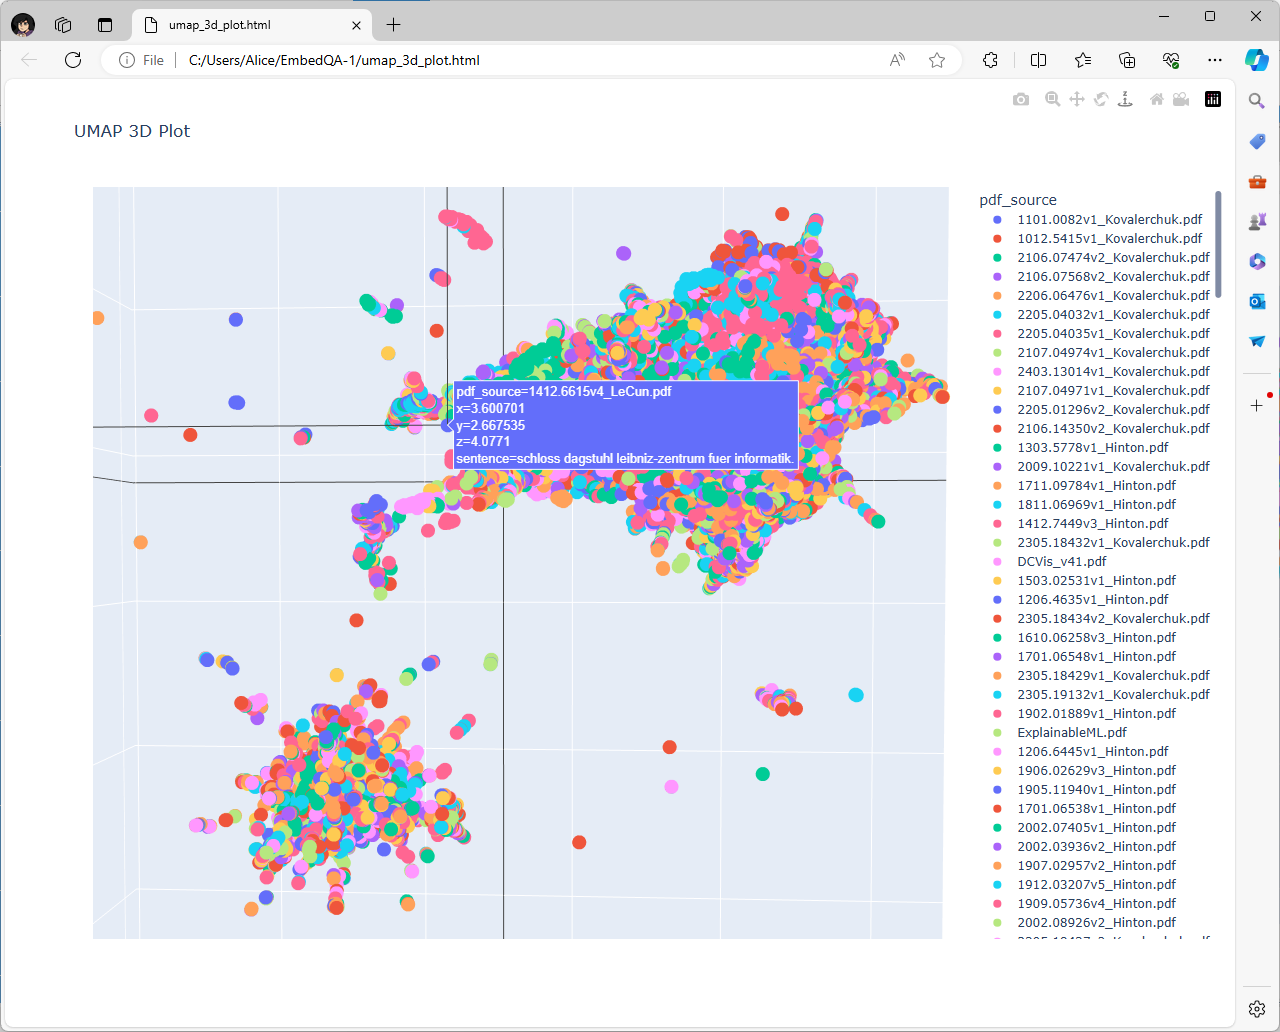 umap_3d_plot.html
File
C:/Users/Alice/EmbedQA-1/umap_3d_plot.html
UMAP 3D Plot
pdf_source=1412.6615v4_LeCun.pdf
x=3.600701
y=2.667535
z=4.0771
sentence=schloss dagstuhl leibniz-zentrum fuer informatik.
pdf_source
1101.0082v1_Kovalerchuk.pdf
1012.5415v1_Kovalerchuk.pdf
2106.07474v2_Kovalerchuk.pdf
2106.07568v2_Kovalerchuk.pdf
2206.06476v1_Kovalerchuk.pdf
2205.04032v1_Kovalerchuk.pdf
2205.04035v1_Kovalerchuk.pdf
2107.04974v1_Kovalerchuk.pdf
2403.13014v1_Kovalerchuk.pdf
2107.04971v1_Kovalerchuk.pdf
2205.01296v2_Kovalerchuk.pdf
2106.14350v2_Kovalerchuk.pdf
1303.5778v1_Hinton.pdf
2009.10221v1_Kovalerchuk.pdf
1711.09784v1_Hinton.pdf
1811.06969v1_Hinton.pdf
1412.7449v3_Hinton.pdf
2305.18432v1_Kovalerchuk.pdf
DCVis_v41.pdf
1503.02531v1_Hinton.pdf
1206.4635v1_Hinton.pdf
2305.18434v2_Kovalerchuk.pdf
1610.06258v3_Hinton.pdf
1701.06548v1_Hinton.pdf
2305.18429v1_Kovalerchuk.pdf
2305.19132v1_Kovalerchuk.pdf
1902.01889v1_Hinton.pdf
ExplainableML.pdf
1206.6445v1_Hinton.pdf
1906.02629v3_Hinton.pdf
1905.11940v1_Hinton.pdf
1701.06538v1_Hinton.pdf
2002.07405v1_Hinton.pdf
2002.03936v2_Hinton.pdf
1907.02957v2_Hinton.pdf
1912.03207v5_Hinton.pdf
1909.05736v4_Hinton.pdf
2002.08926v2_Hinton.pdf